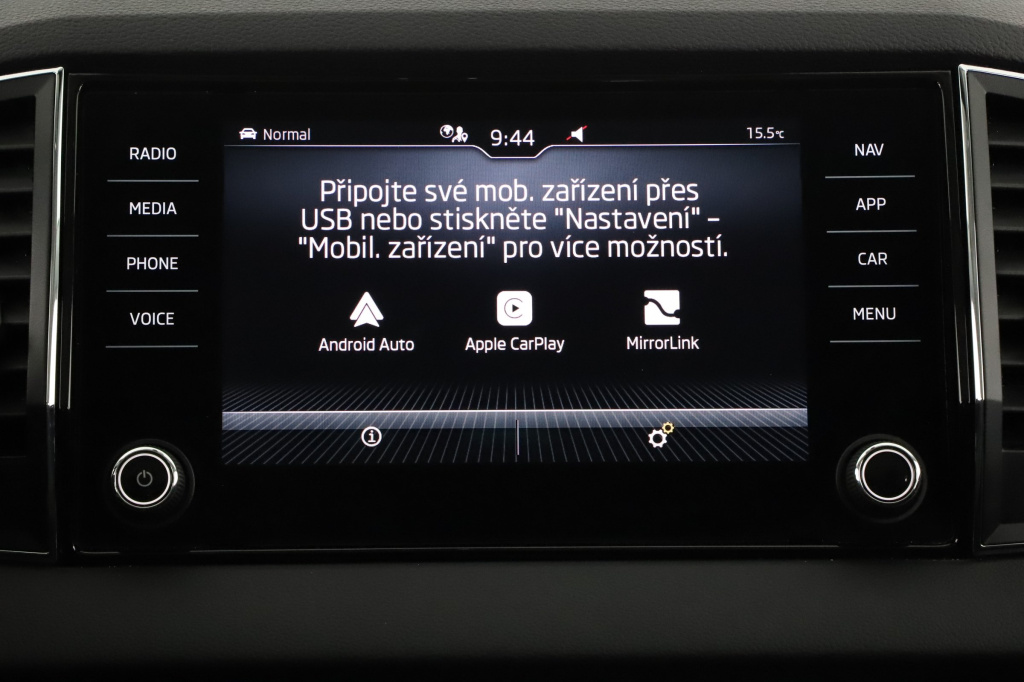 Normal
9:44
15.5°C
RADIO
MEDIA
PHONE
VOICE
Připojte své mob. zařízení přes
USB nebo stiskněte "Nastavení" –
"Mobil. zařízení" pro více možností.
Android Auto
Apple CarPlay
MirrorLink
NAV
APP
CAR
MENU